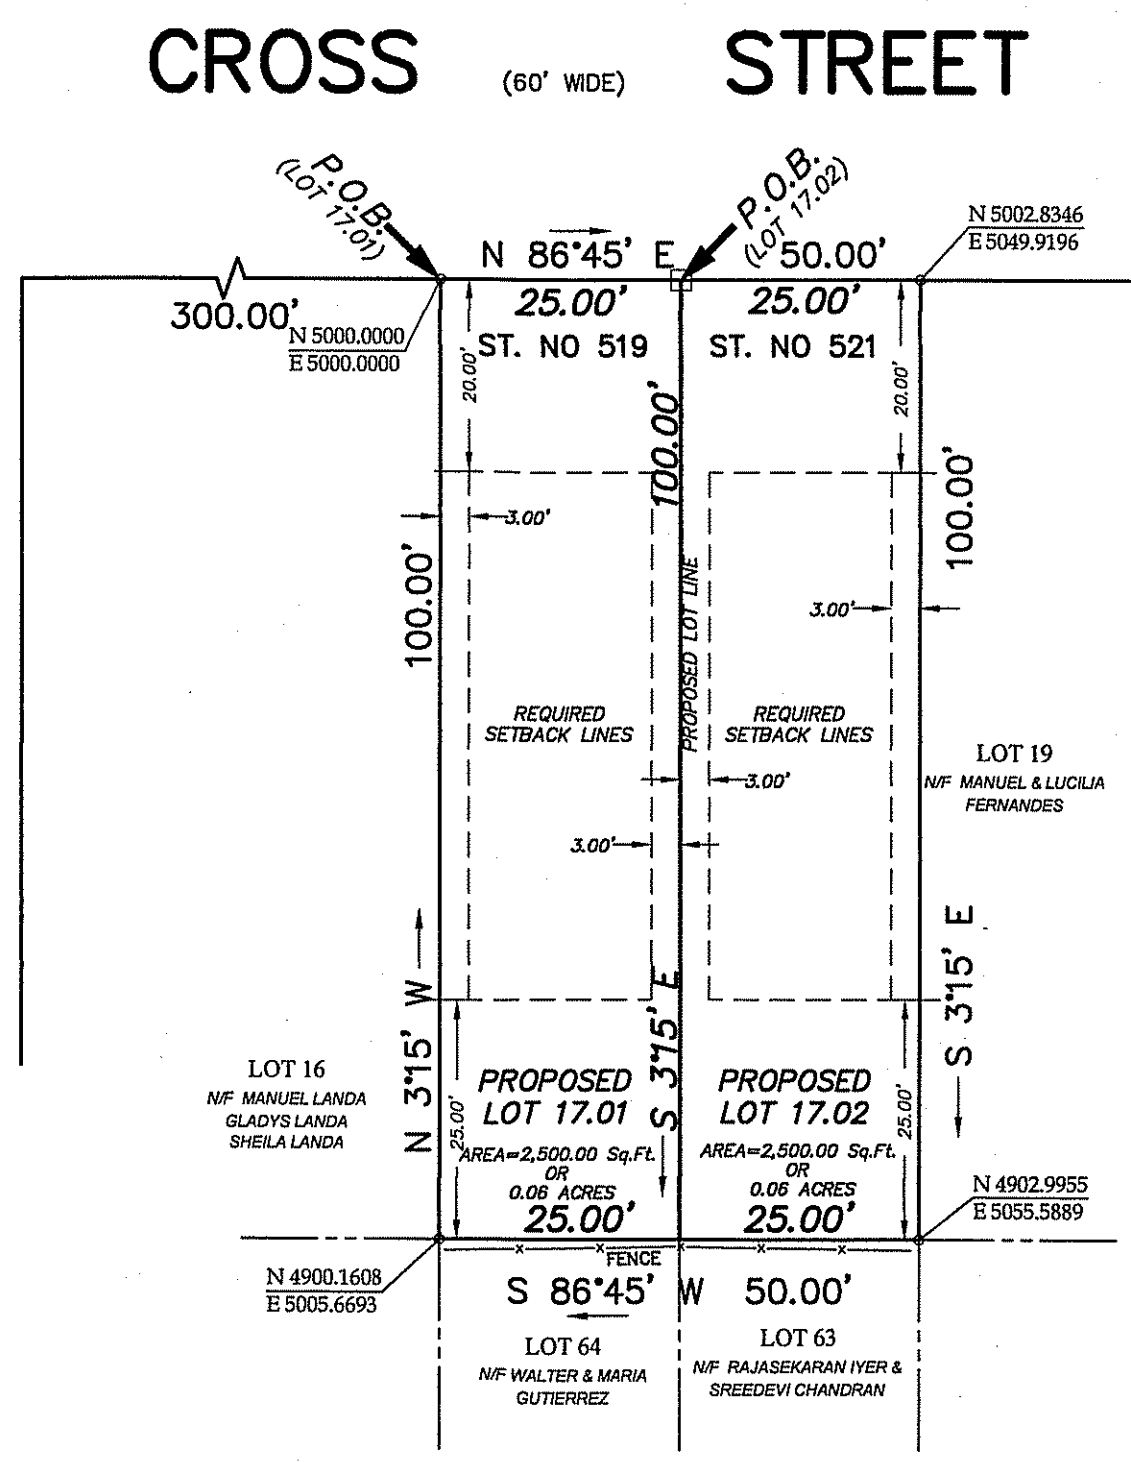 CROSS (60' WIDE) STREET
P.O.B.
(LOT 17.01)
P.O.B.
(LOT 17.02)
N 5002.8346
E 5049.9196
N 86°45' E 50.00'
300.00'
25.00'
25.00'
N 5000.0000
E 5000.0000
ST. NO 519
ST. NO 521
20.00'
20.00'
100.00'
100.00'
100.00'
3.00'
3.00'
PROPOSED LOT LINE
REQUIRED
SETBACK LINES
REQUIRED
SETBACK LINES
3.00'
3.00'
LOT 19
N/F MANUEL & LUCILIA
FERNANDES
N 3°15' W
S 3°15' E
S 3°15' E
LOT 16
N/F MANUEL LANDA
GLADYS LANDA
SHEILA LANDA
25.00'
25.00'
PROPOSED
LOT 17.01
AREA=2,500.00 Sq.Ft.
OR
0.06 ACRES
25.00'
PROPOSED
LOT 17.02
AREA=2,500.00 Sq.Ft.
OR
0.06 ACRES
25.00'
N 4902.9955
E 5055.5889
FENCE
N 4900.1608
E 5005.6693
S 86°45' W 50.00'
LOT 64
N/F WALTER & MARIA
GUTIERREZ
LOT 63
N/F RAJASEKARAN IYER &
SREEDEVI CHANDRAN